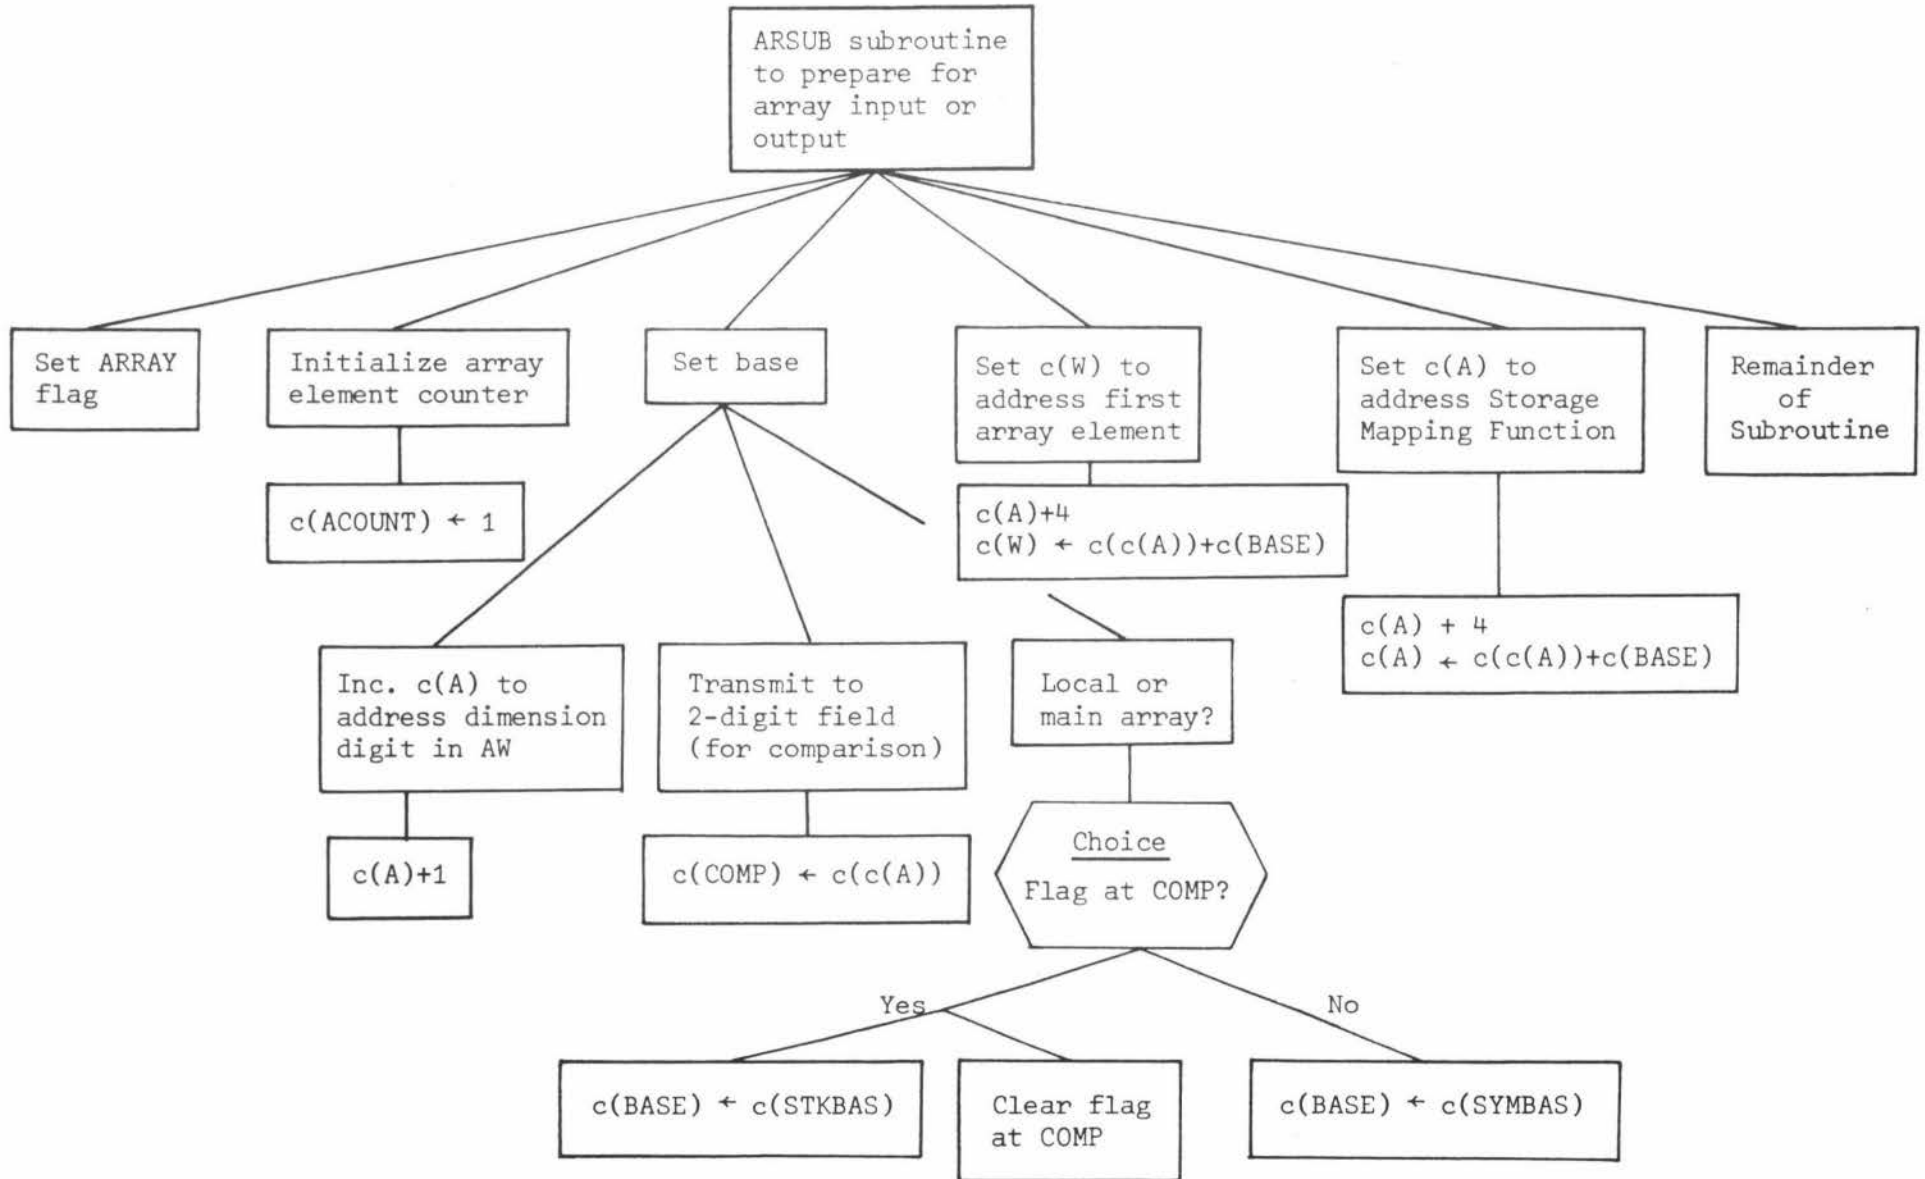 ARSUB subroutine
to prepare for
array input or
output
Set ARRAY
flag
Initialize array
element counter
Set base
Set c(W) to
address first
array element
Set c(A) to
address Storage
Mapping Function
Remainder
of
Subroutine
c(ACOUNT) ← 1
c(A)+4
c(W) ← c(c(A))+c(BASE)
c(A) + 4
c(A) ← c(c(A))+c(BASE)
Inc. c(A) to
address dimension
digit in AW
Transmit to
2-digit field
(for comparison)
Local or
main array?
c(A)+1
c(COMP) ← c(c(A))
Choice
Flag at COMP?
Yes
No
c(BASE) ← c(STKBAS)
Clear flag
at COMP
c(BASE) ← c(SYMBAS)